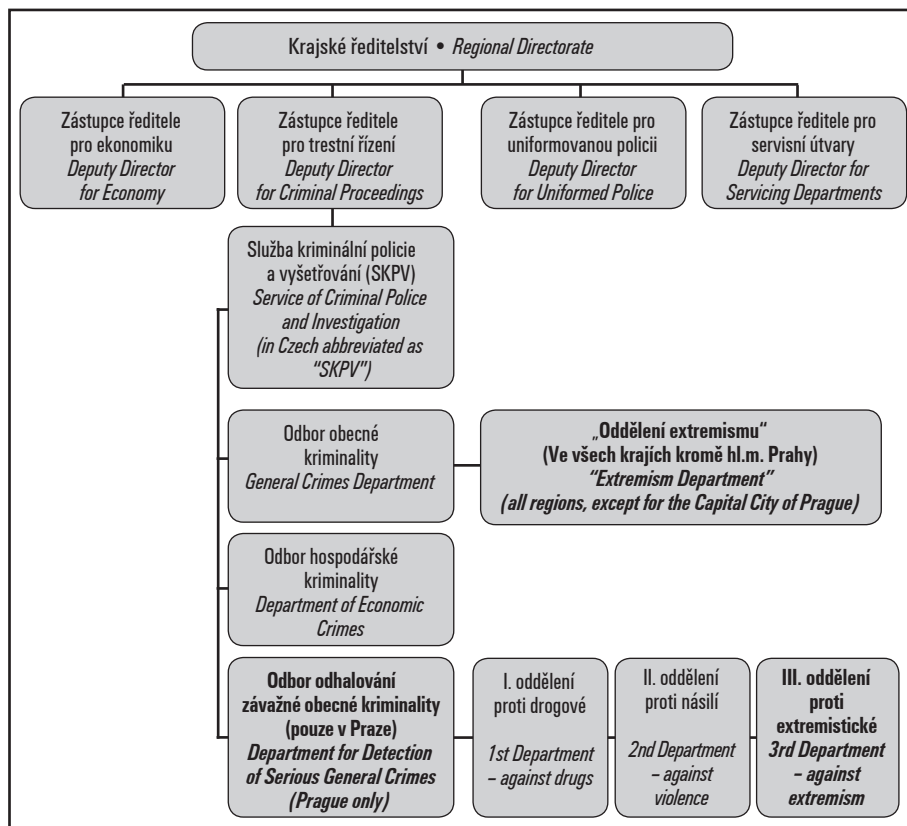 Krajské ředitelství • Regional Directorate
Zástupce ředitele
pro ekonomiku
Deputy Director
for Economy
Zástupce ředitele
pro trestní řízení
Deputy Director
for Criminal Proceedings
Zástupce ředitele pro
uniformovanou policii
Deputy Director
for Uniformed Police
Zástupce ředitele pro
servisní útvary
Deputy Director for
Servicing Departments
Služba kriminální policie
a vyšetřování (SKPV)
Service of Criminal Police
and Investigation
(in Czech abbreviated as
“SKPV”)
Odbor obecné
kriminality
General Crimes Department
„Oddělení extremismu“
(Ve všech krajích kromě hl.m. Prahy)
“Extremism Department”
(all regions, except for the Capital City of Prague)
Odbor hospodářské
kriminality
Department of Economic
Crimes
Odbor odhalování
závažné obecné kriminality
(pouze v Praze)
Department for Detection
of Serious General Crimes
(Prague only)
I. oddělení
proti drogové
1st Department
– against drugs
II. oddělení
proti násilí
2nd Department
– against
violence
III. oddělení
proti
extremistické
3rd Department
– against
extremism